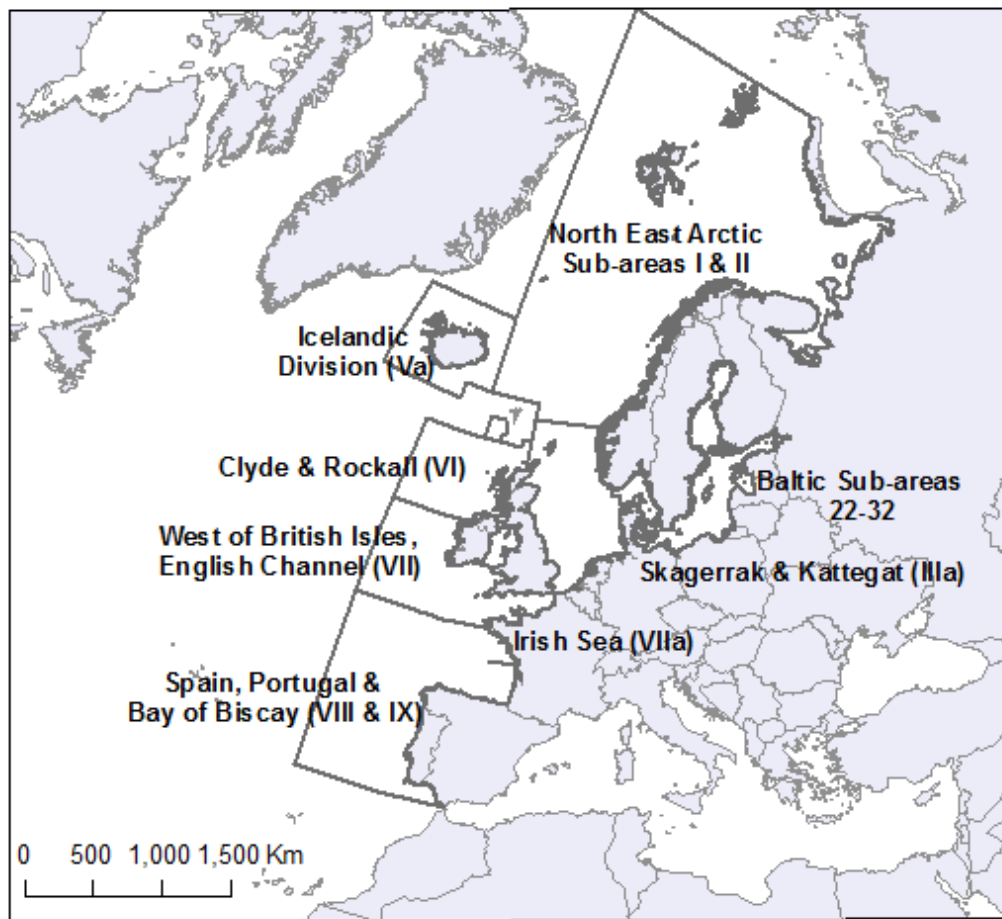 North East Arctic
Sub-areas I & II
Icelandic
Division (Va)
Clyde & Rockall (VI)
Baltic Sub-areas
22-32
West of British Isles,
English Channel (VII)
Skagerrak & Kattegat (IIIa)
Irish Sea (VIIa)
Spain, Portugal &
Bay of Biscay (VIII & IX)
0 500 1,000 1,500 Km